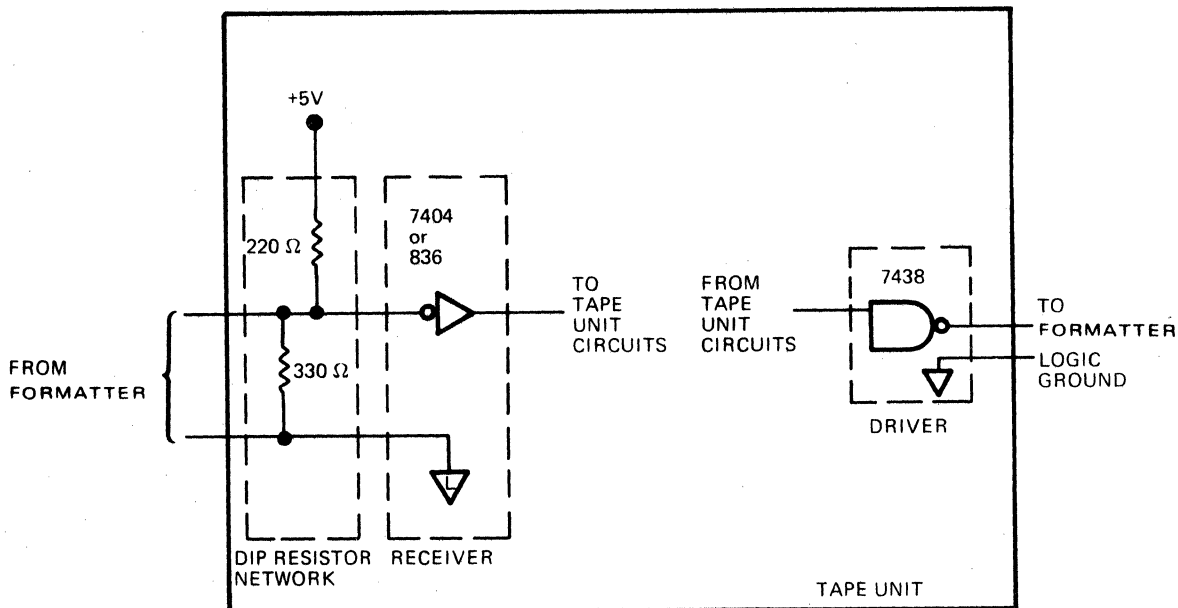 +5V
220 Ω
7404
or
836
330 Ω
FROM
FORMATTER
L
DIP RESISTOR
NETWORK
RECEIVER
TO
TAPE
UNIT
CIRCUITS
FROM
TAPE
UNIT
CIRCUITS
7438
DRIVER
TO
FORMATTER
LOGIC
GROUND
TAPE UNIT